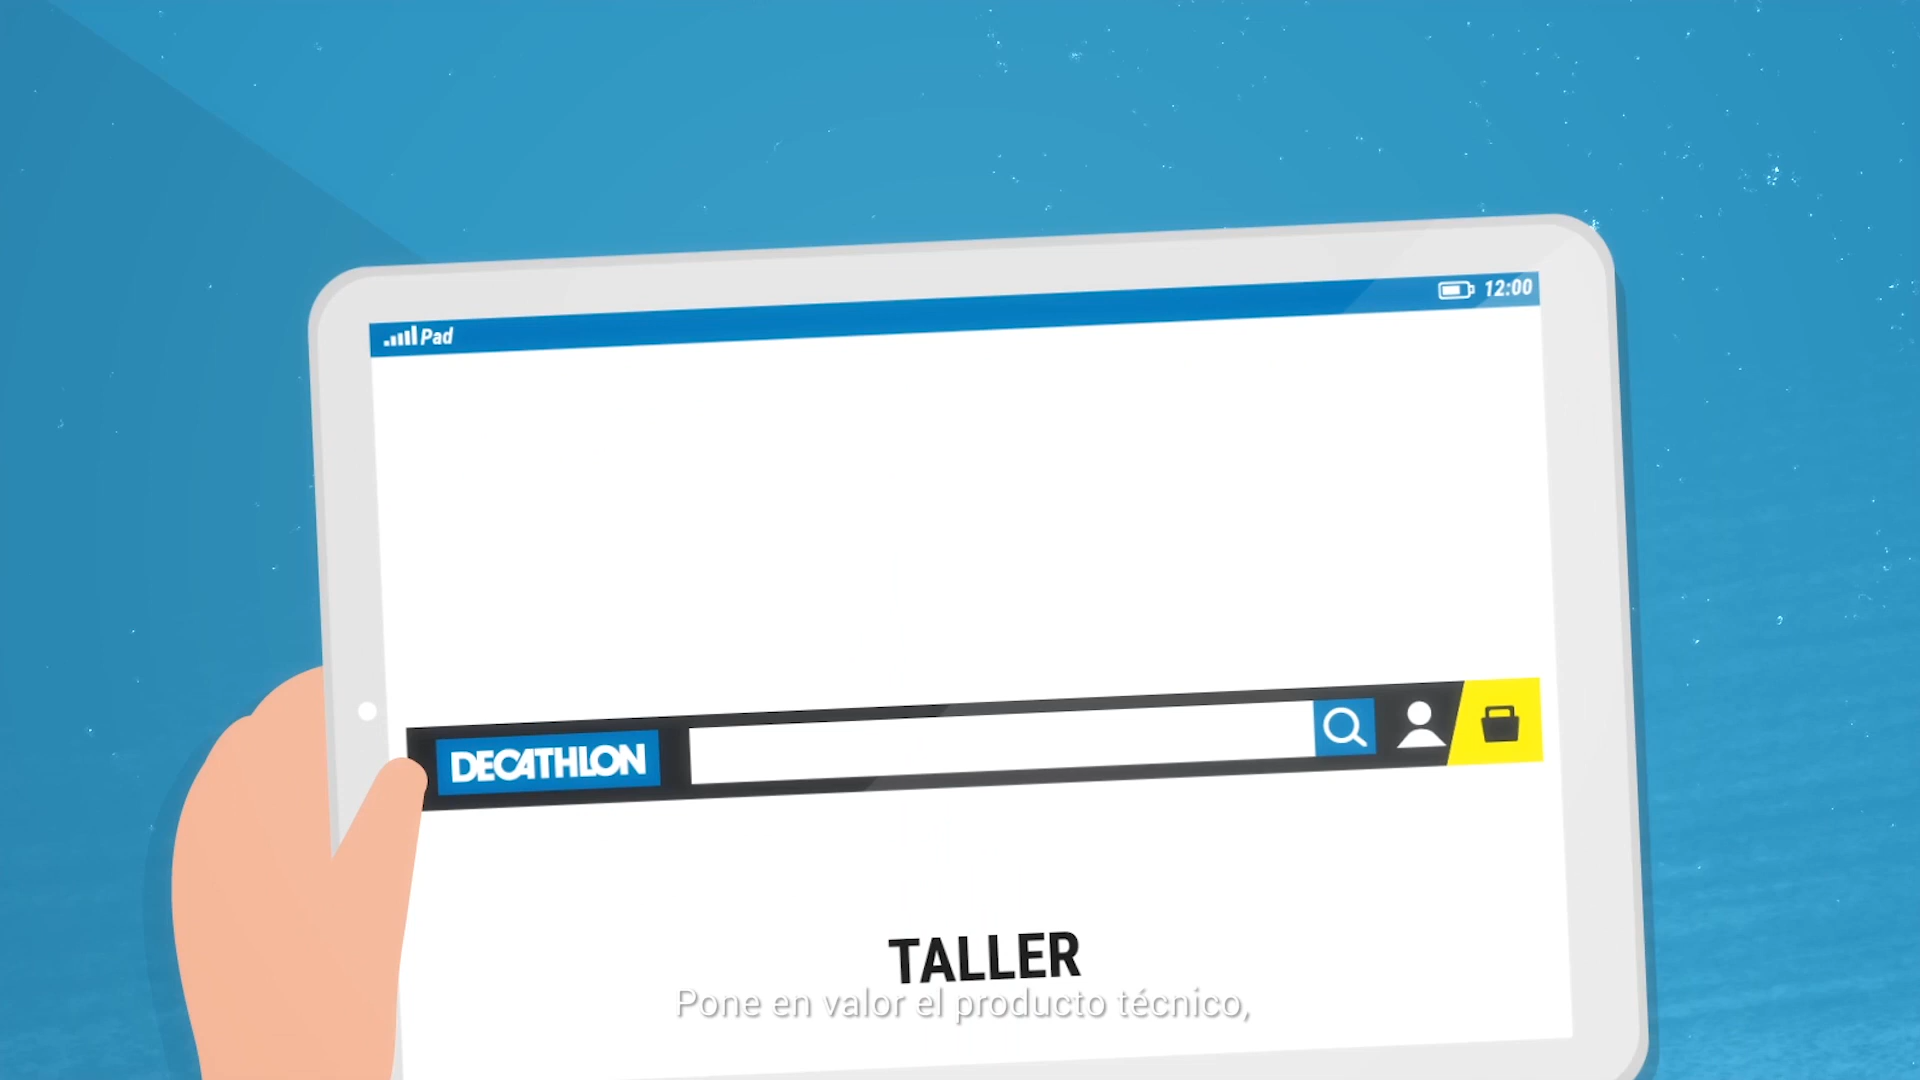 Pad
12:00
DECATHLON
TALLER
Pone en valor el producto técnico,